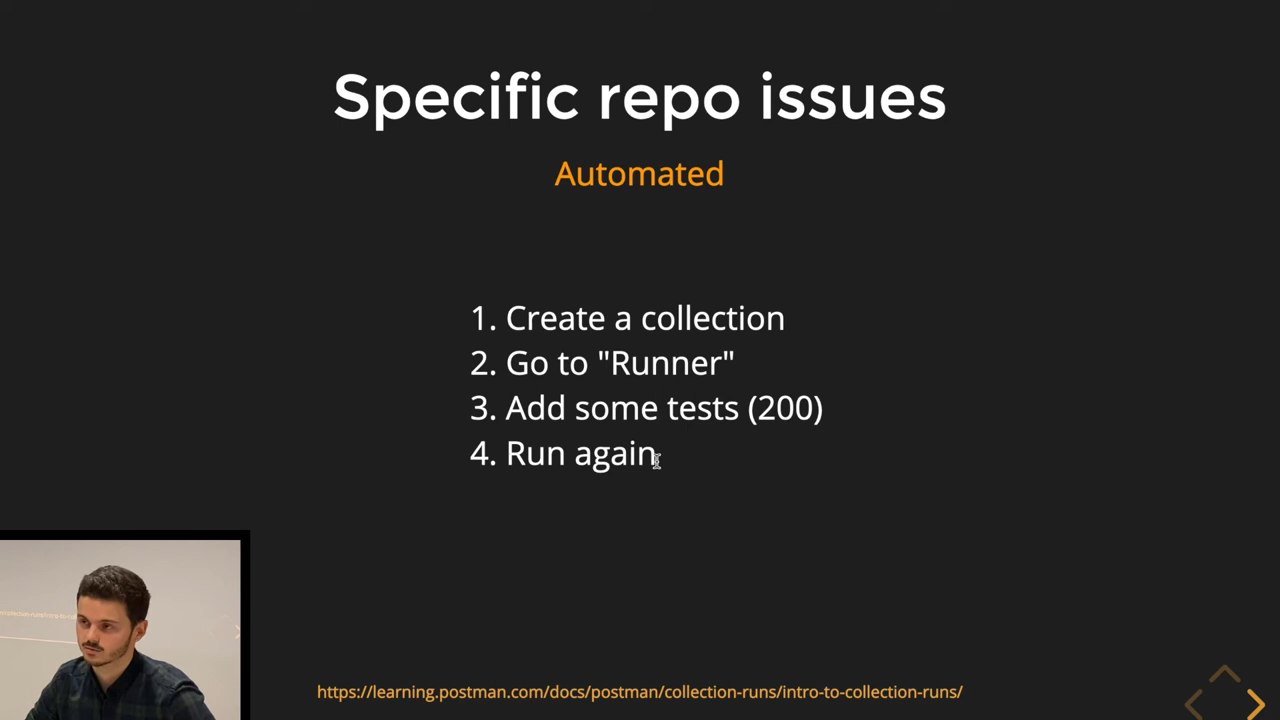 Specific repo issues
Automated
1. Create a collection
2. Go to "Runner"
3. Add some tests (200)
4. Run again
https://learning.postman.com/docs/postman/collection-runs/intro-to-collection-runs/